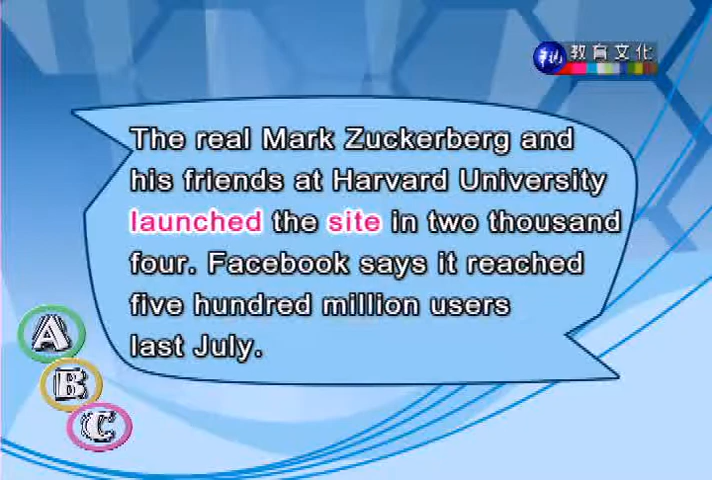 教育文化
The real Mark Zuckerberg and
his friends at Harvard University
launched the site in two thousand
four. Facebook says it reached
five hundred million users
last July.
A
B
C